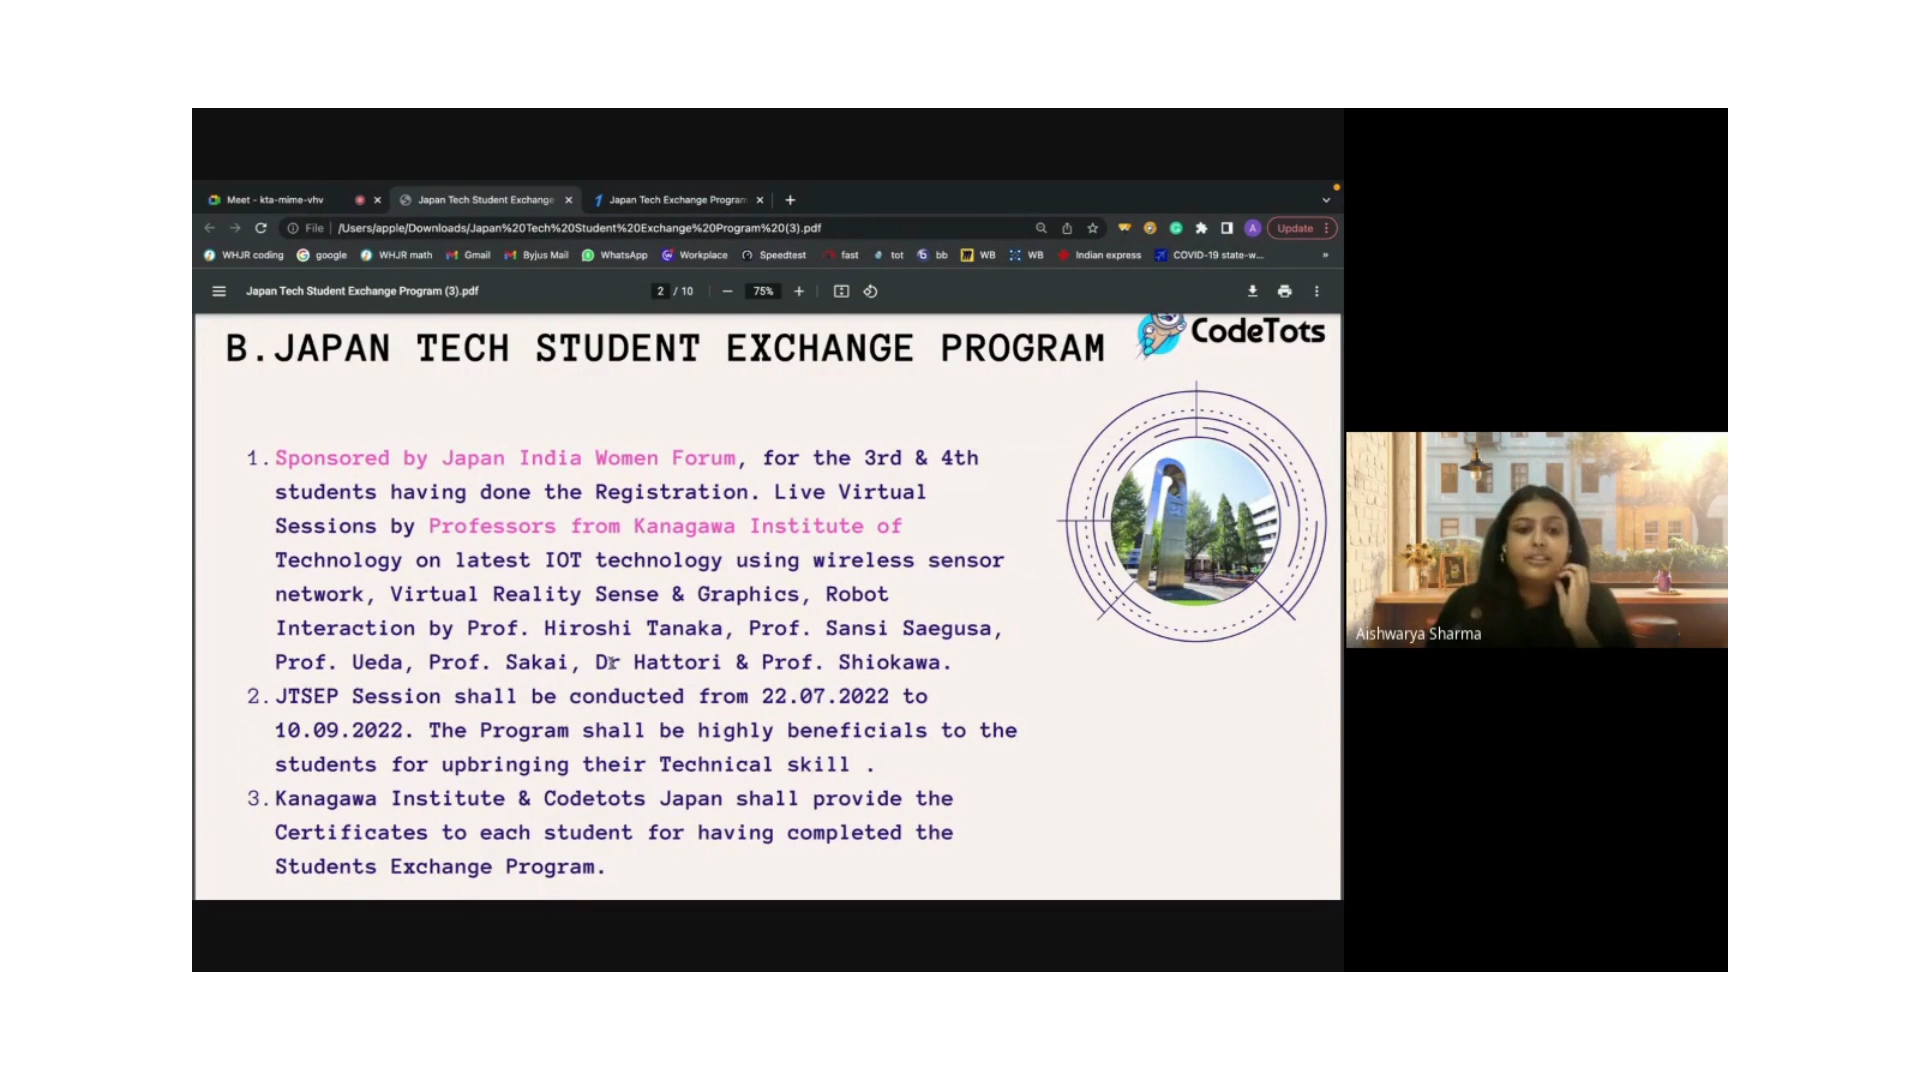 Meet - kta-mime-vhv
Japan Tech Student Exchange
Japan Tech Exchange Program
File /Users/apple/Downloads/Japan%20Tech%20Student%20Exchange%20Program%20(3).pdf
A
Update
WHJR coding google WHJR math Gmail Byjus Mail WhatsApp Workplace Speedtest fast tot bb WB WB Indian express COVID-19 state-w... »
Japan Tech Student Exchange Program (3).pdf 2 / 10 75%
B.JAPAN TECH STUDENT EXCHANGE PROGRAM
CodeTots
1. Sponsored by Japan India Women Forum, for the 3rd & 4th
students having done the Registration. Live Virtual
Sessions by Professors from Kanagawa Institute of
Technology on latest IOT technology using wireless sensor
network, Virtual Reality Sense & Graphics, Robot
Interaction by Prof. Hiroshi Tanaka, Prof. Sansi Saegusa,
Prof. Ueda, Prof. Sakai, Dr Hattori & Prof. Shiokawa.
2. JTSEP Session shall be conducted from 22.07.2022 to
10.09.2022. The Program shall be highly beneficials to the
students for upbringing their Technical skill .
3. Kanagawa Institute & Codetots Japan shall provide the
Certificates to each student for having completed the
Students Exchange Program.
Aishwarya Sharma